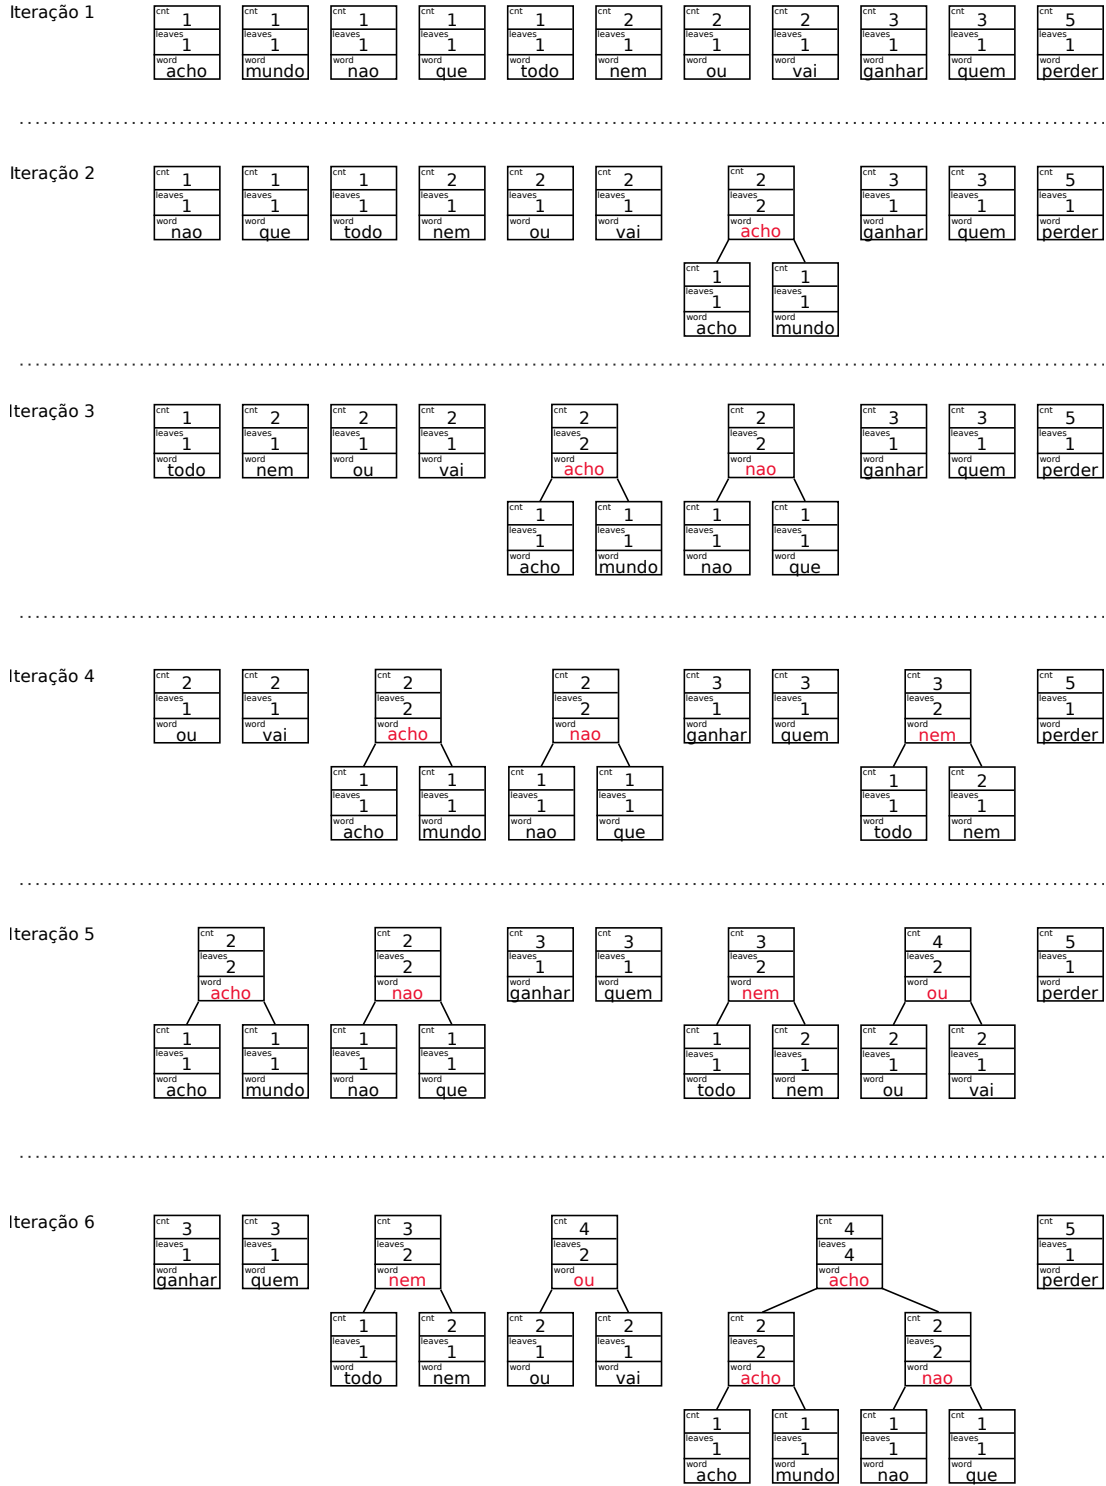 Iteração 1
cnt 1 cnt 1 cnt 1 cnt 1 cnt 1 cnt 2 cnt 2 cnt 2 cnt 3 cnt 3 cnt 5
leaves 1 leaves 1 leaves 1 leaves 1 leaves 1 leaves 1 leaves 1 leaves 1 leaves 1 leaves 1 leaves 1
word acho word mundo word nao word que word todo word nem word ou word vai word ganhar word quem word perder
Iteração 2
cnt 1 cnt 1 cnt 1 cnt 2 cnt 2 cnt 2 cnt 2 cnt 3 cnt 3 cnt 5
leaves 1 leaves 1 leaves 1 leaves 1 leaves 1 leaves 1 leaves 2 leaves 1 leaves 1 leaves 1
word nao word que word todo word nem word ou word vai word acho word ganhar word quem word perder
cnt 1 cnt 1
leaves 1 leaves 1
word acho word mundo
Iteração 3
cnt 1 cnt 2 cnt 2 cnt 2 cnt 2 cnt 2 cnt 3 cnt 3 cnt 5
leaves 1 leaves 1 leaves 1 leaves 1 leaves 2 leaves 2 leaves 1 leaves 1 leaves 1
word todo word nem word ou word vai word acho word nao word ganhar word quem word perder
cnt 1 cnt 1 cnt 1 cnt 1
leaves 1 leaves 1 leaves 1 leaves 1
word acho word mundo word nao word que
Iteração 4
cnt 2 cnt 2 cnt 2 cnt 2 cnt 3 cnt 3 cnt 3 cnt 5
leaves 1 leaves 1 leaves 2 leaves 2 leaves 1 leaves 1 leaves 2 leaves 1
word ou word vai word acho word nao word ganhar word quem word nem word perder
cnt 1 cnt 1 cnt 1 cnt 1 cnt 1 cnt 2
leaves 1 leaves 1 leaves 1 leaves 1 leaves 1 leaves 1
word acho word mundo word nao word que word todo word nem
Iteração 5
cnt 2 cnt 2 cnt 3 cnt 3 cnt 3 cnt 4 cnt 5
leaves 2 leaves 2 leaves 1 leaves 1 leaves 2 leaves 2 leaves 1
word acho word nao word ganhar word quem word nem word ou word perder
cnt 1 cnt 1 cnt 1 cnt 1 cnt 1 cnt 2 cnt 2 cnt 2
leaves 1 leaves 1 leaves 1 leaves 1 leaves 1 leaves 1 leaves 1 leaves 1
word acho word mundo word nao word que word todo word nem word ou word vai
Iteração 6
cnt 3 cnt 3 cnt 3 cnt 4 cnt 4 cnt 5
leaves 1 leaves 1 leaves 2 leaves 2 leaves 4 leaves 1
word ganhar word quem word nem word ou word acho word perder
cnt 1 cnt 2 cnt 2 cnt 2 cnt 2 cnt 2
leaves 1 leaves 1 leaves 1 leaves 1 leaves 2 leaves 2
word todo word nem word ou word vai word acho word nao
cnt 1 cnt 1 cnt 1 cnt 1
leaves 1 leaves 1 leaves 1 leaves 1
word acho word mundo word nao word que